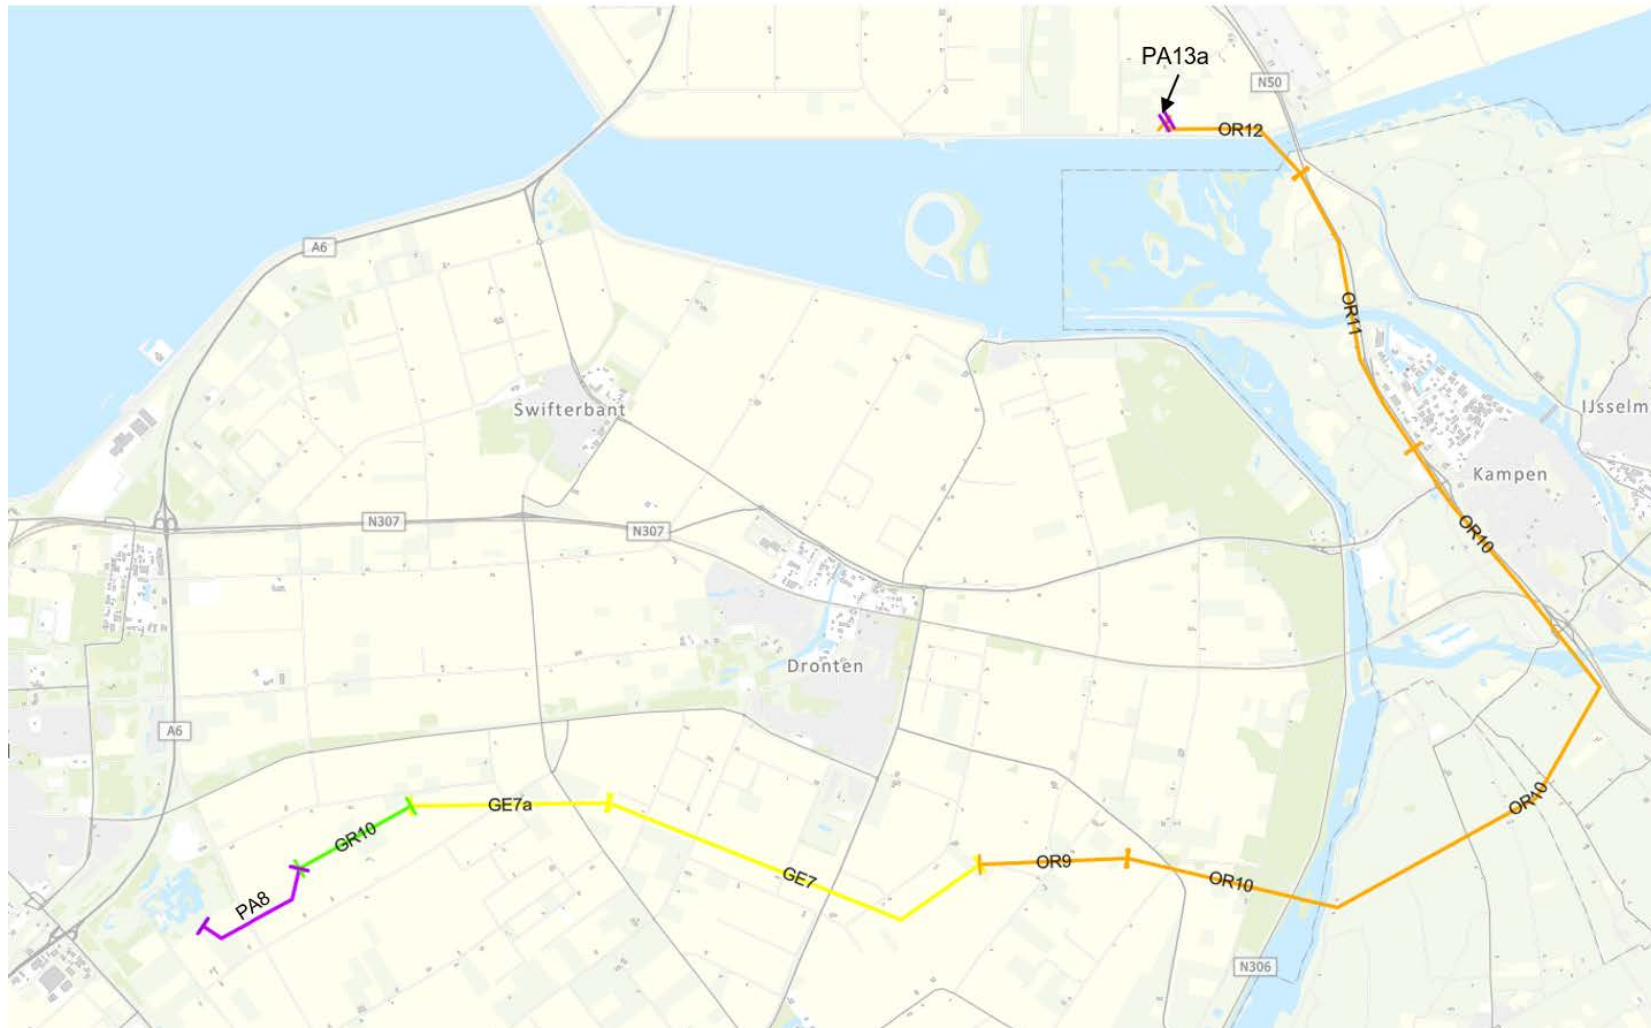 PA13a
N50
OR12
A6
OR11
Swifterbant
IJsselm
Kampen
N307
N307
OR10
Dronten
A6
GE7a
OR10
GR10
OR9
GE7
OR10
PA8
N306